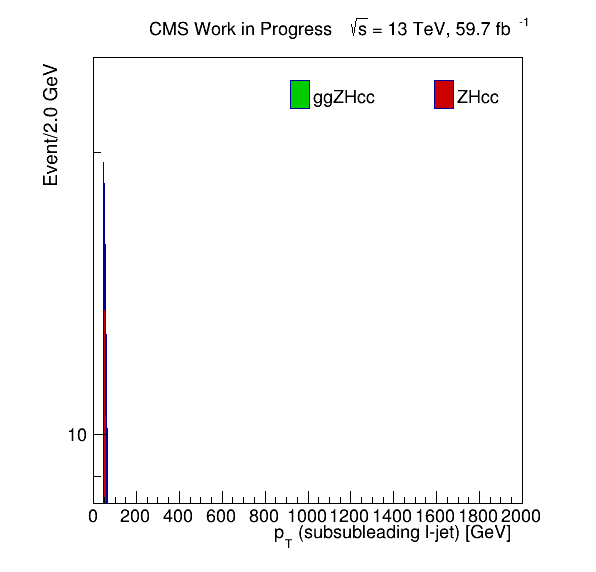 CMS Work in Progress √s = 13 TeV, 59.7 fb -1
Event/2.0 GeV
ggZHcc ZHcc
10
0 200 400 600 800 1000 1200 1400 1600 1800 2000
pT (subsubleading l-jet) [GeV]